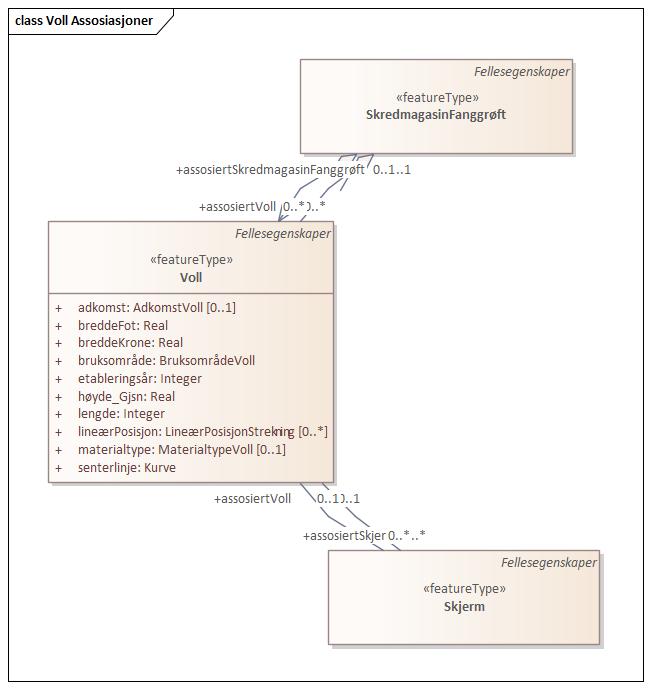 class Voll Assosiasjoner
Fellesegenskaper
«featureType»
SkredmagasinFanggrøft
+assosiertSkredmagasinFanggrøft 0..1..1
+assosiertVoll 0..*0..*
Fellesegenskaper
«featureType»
Voll
+ adkomst: AdkomstVoll [0..1]
+ breddeFot: Real
+ breddeKrone: Real
+ bruksområde: BruksområdeVoll
+ etableringsår: Integer
+ høyde_Gjsn: Real
+ lengde: Integer
+ lineærPosisjon: LineærPosisjonStrekning [0..*]
+ materialtype: MaterialtypeVoll [0..1]
+ senterlinje: Kurve
+assosiertVoll 0..10..1
+assosiertSkjer 0..*..*
Fellesegenskaper
«featureType»
Skjerm